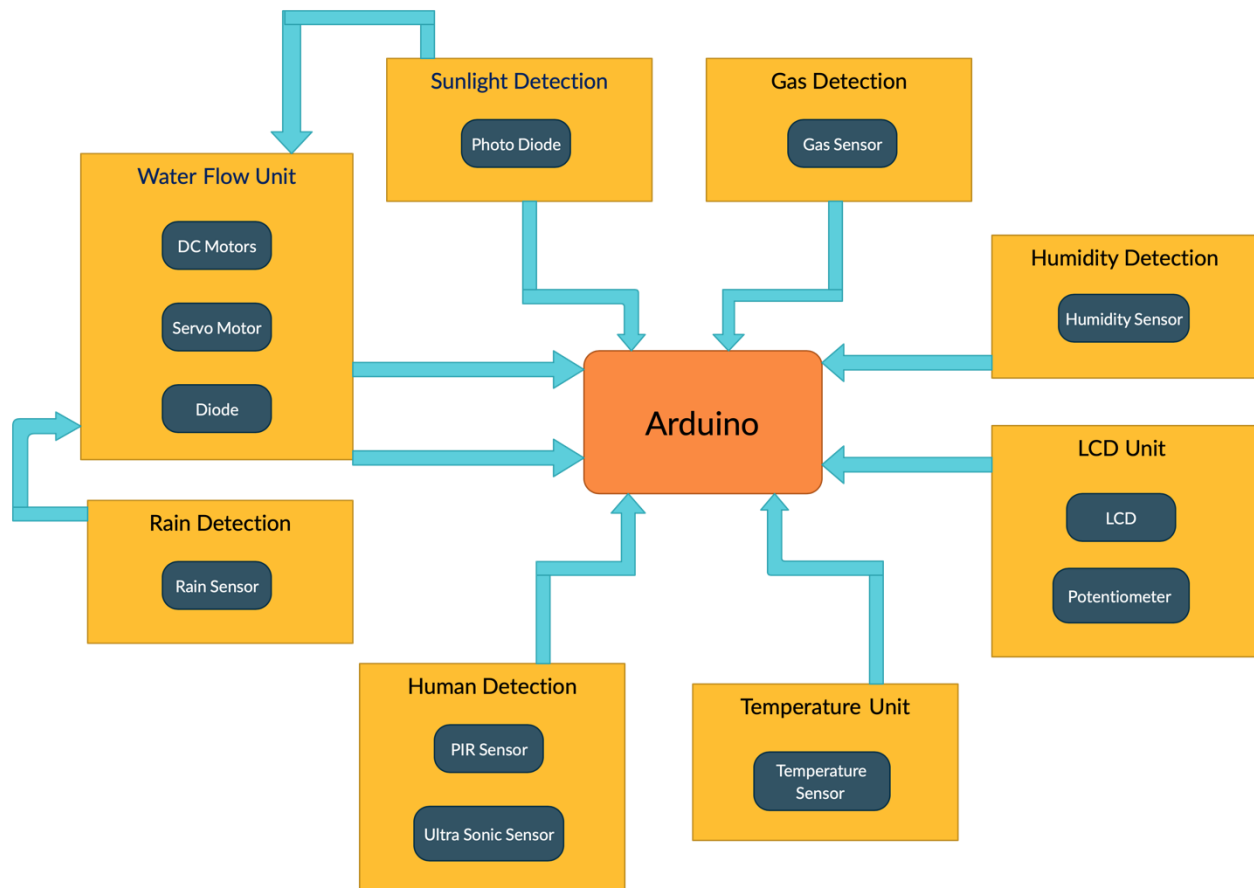 Sunlight Detection
Photo Diode
Gas Detection
Gas Sensor
Water Flow Unit
DC Motors
Servo Motor
Diode
Humidity Detection
Humidity Sensor
Arduino
LCD Unit
LCD
Potentiometer
Rain Detection
Rain Sensor
Human Detection
PIR Sensor
Ultra Sonic Sensor
Temperature Unit
Temperature
Sensor